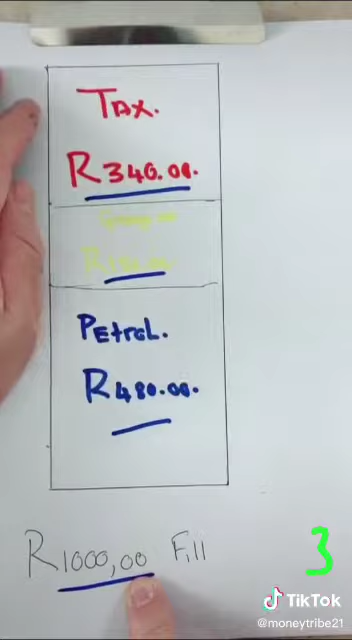 TAX.
R340.00.
PEtrol.
R480.00.
R1000,00 Fill
3
TikTok
@moneytribe21